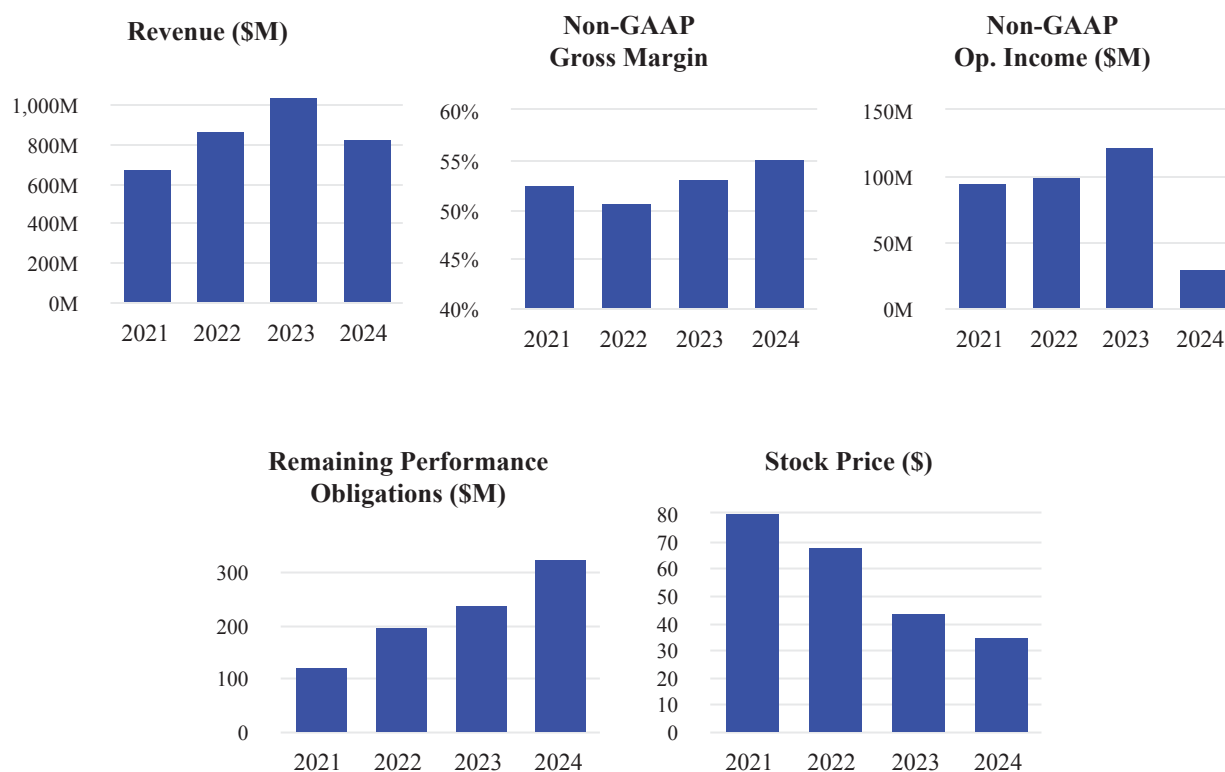 Revenue ($M)
1,000M
800M
600M
400M
200M
0M
2021 2022 2023 2024
Non-GAAP
Gross Margin
60%
55%
50%
45%
40%
2021 2022 2023 2024
Non-GAAP
Op. Income ($M)
150M
100M
50M
0M
2021 2022 2023 2024
Remaining Performance
Obligations ($M)
300
200
100
0
2021 2022 2023 2024
Stock Price ($)
80
70
60
50
40
30
20
10
0
2021 2022 2023 2024